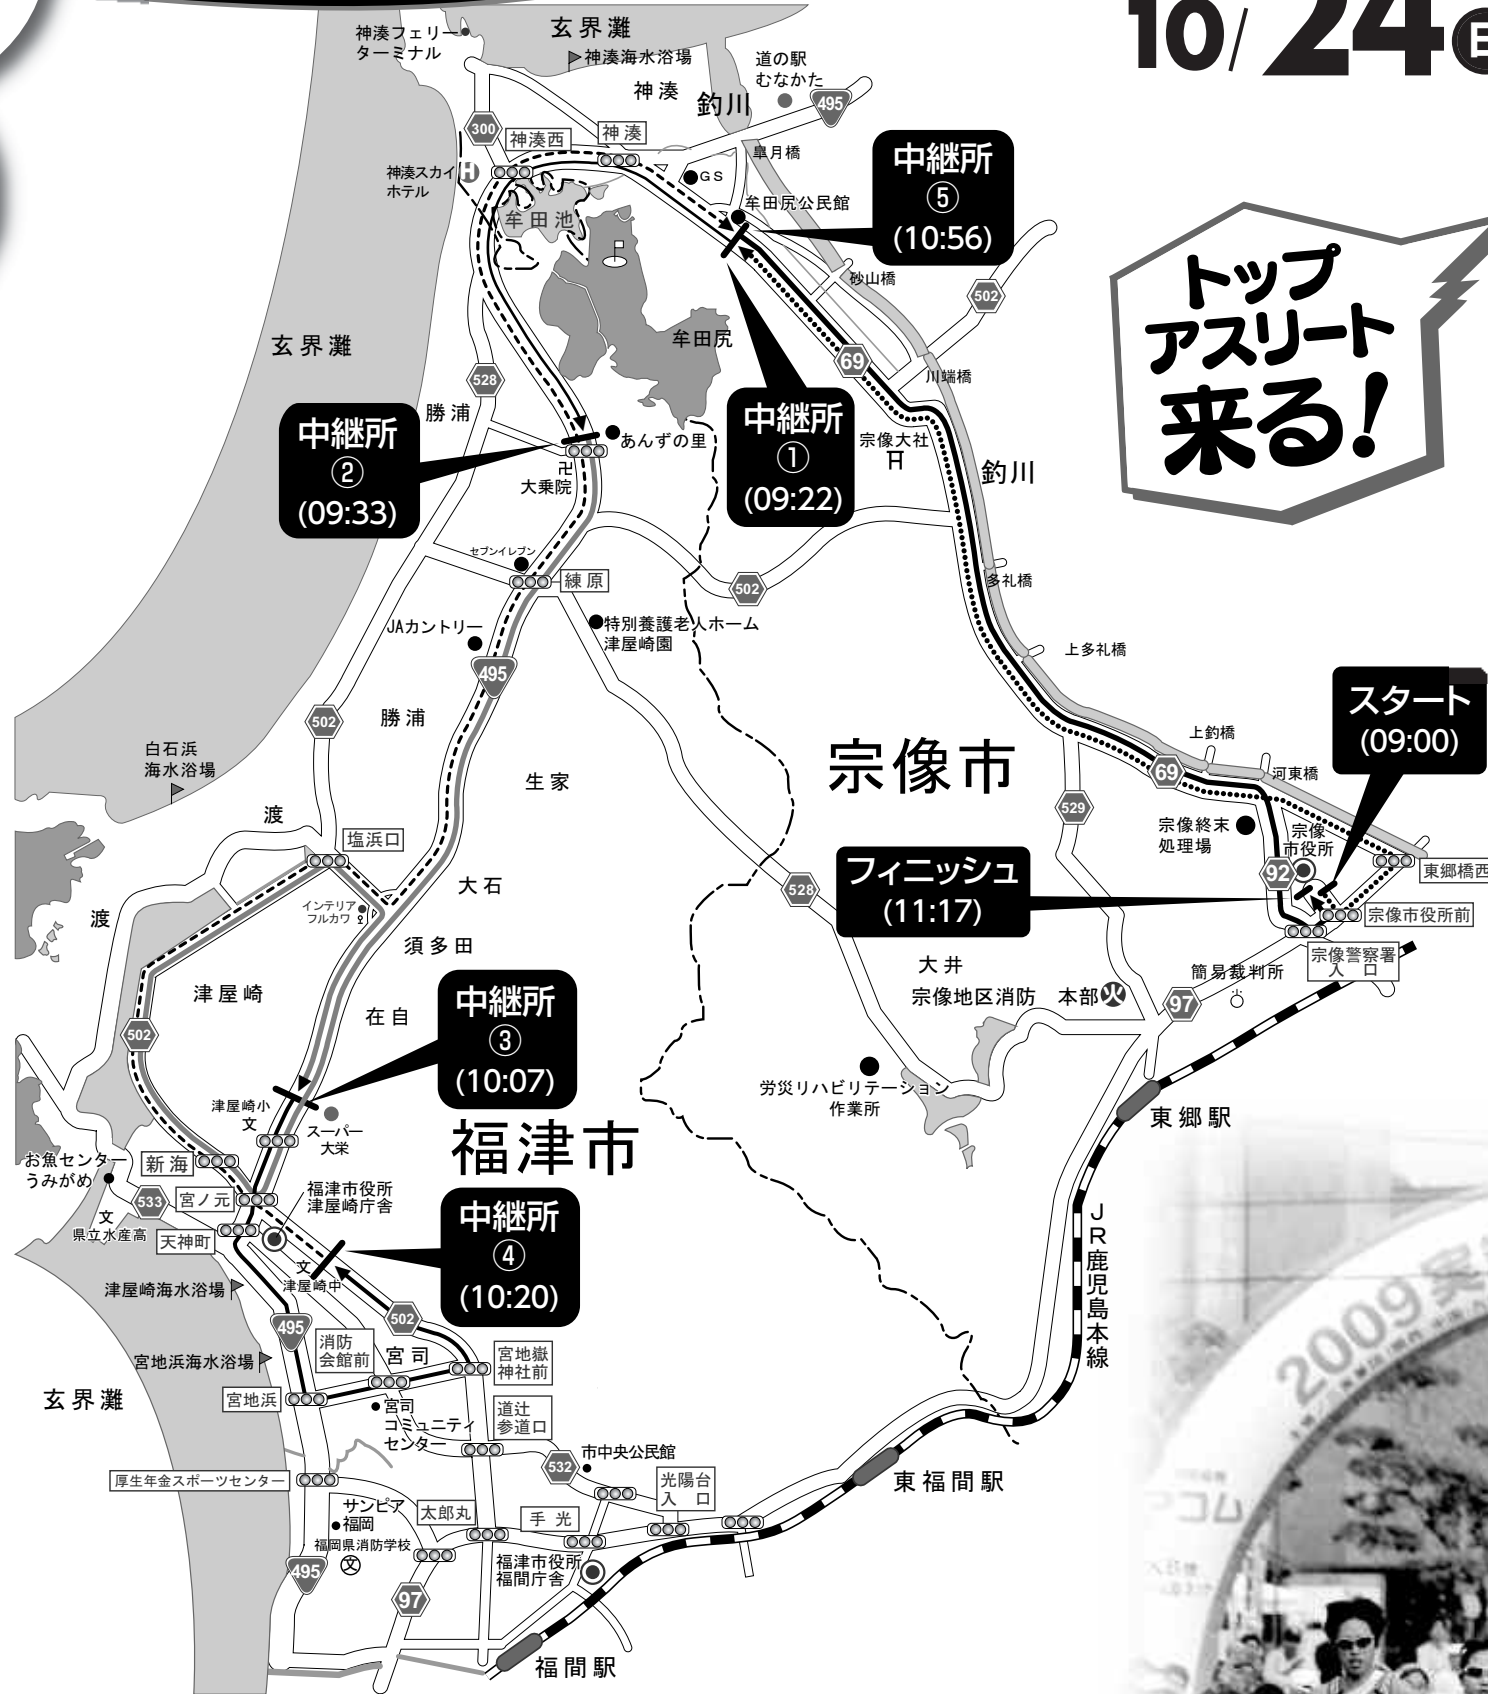 10/24日
神湊フェリー
ターミナル
玄界灘
神湊海水浴場
道の駅
むなかた
神湊
釣川
495
300
神湊西
神湊
皐月橋
中継所
⑤
(10:56)
神湊スカイ
ホテル
H
GS
牟田尻公民館
牟田池
砂山橋
502
トップ
アスリート
来る!
玄界灘
牟田尻
69
川端橋
528
勝浦
中継所
②
(09:33)
あんずの里
中継所
①
(09:22)
宗像大社
釣川
卍
大乗院
セブンイレブン
練原
502
多礼橋
JAカントリー
特別養護老人ホーム
津屋崎園
上多礼橋
495
スタート
(09:00)
502
勝浦
白石浜
海水浴場
生家
宗像市
上釣橋
69
河東橋
529
渡
塩浜口
宗像終末
処理場
宗像
市役所
フィニッシュ
(11:17)
92
東郷橋西
大石
528
インテリア
フルカワ
宗像市役所前
渡
須多田
大井
宗像警察署
入口
簡易裁判所
津屋崎
在自
中継所
③
(10:07)
宗像地区消防 本部
火
97
502
労災リハビリテーション
作業所
津屋崎小
文
スーパー
大栄
東郷駅
福津市
お魚センター
うみがめ
新海
宮ノ元
533
福津市役所
津屋崎庁舎
中継所
④
(10:20)
文
県立水産高
天神町
JR鹿児島本線
文
津屋崎中
津屋崎海水浴場
495
502
消防
会館前
宮司
宮地嶽
神社前
宮地浜海水浴場
玄界灘
宮地浜
宮司
コミュニティ
センター
道辻
参道口
532
市中央公民館
厚生年金スポーツセンター
光陽台
入口
東福間駅
サンピア
福岡
太郎丸
手光
福岡県消防学校
文
495
福津市役所
福間庁舎
97
福間駅
2009実
コム